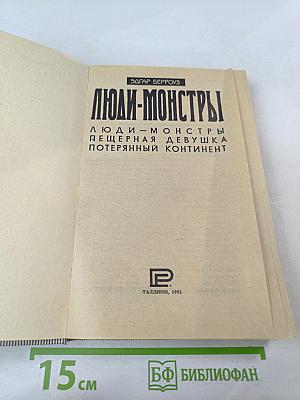 ЭДГАР БЕРРОУЗ
ЛЮДИ-МОНСТРЫ
ЛЮДИ—МОНСТРЫ
ПЕЩЕРНАЯ ДЕВУШКА
ПОТЕРЯННЫЙ КОНТИНЕНТ
ТАЛЛИНН, 1993
15 см
БФ БИБЛИОФАН